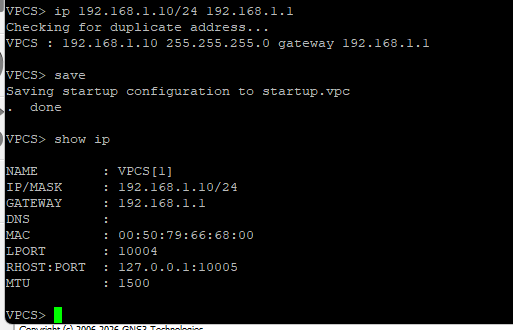 VPCS> ip 192.168.1.10/24 192.168.1.1
Checking for duplicate address...
VPCS : 192.168.1.10 255.255.255.0 gateway 192.168.1.1

VPCS> save
Saving startup configuration to startup.vpc
.  done

VPCS> show ip

NAME        : VPCS[1]
IP/MASK     : 192.168.1.10/24
GATEWAY     : 192.168.1.1
DNS         :
MAC         : 00:50:79:66:68:00
LPORT       : 10004
RHOST:PORT  : 127.0.0.1:10005
MTU         : 1500

VPCS>
Copyright (c) 2006-2026 GNS3 Technologies